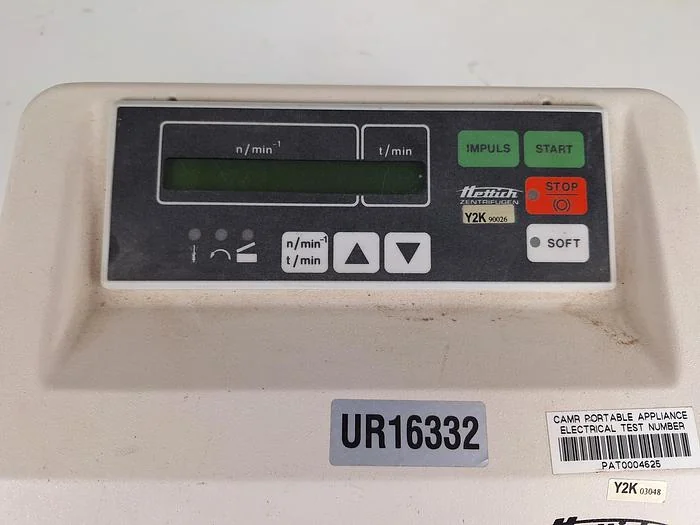 n/min⁻¹
t/min
IMPULS
START
Hettich
ZENTRIFUGEN
STOP
Y2K 90026
SOFT
n/min⁻¹
t/min
UR16332
CAMR PORTABLE APPLIANCE
ELECTRICAL TEST NUMBER
PAT0004625
Y2K 03048
Hettich